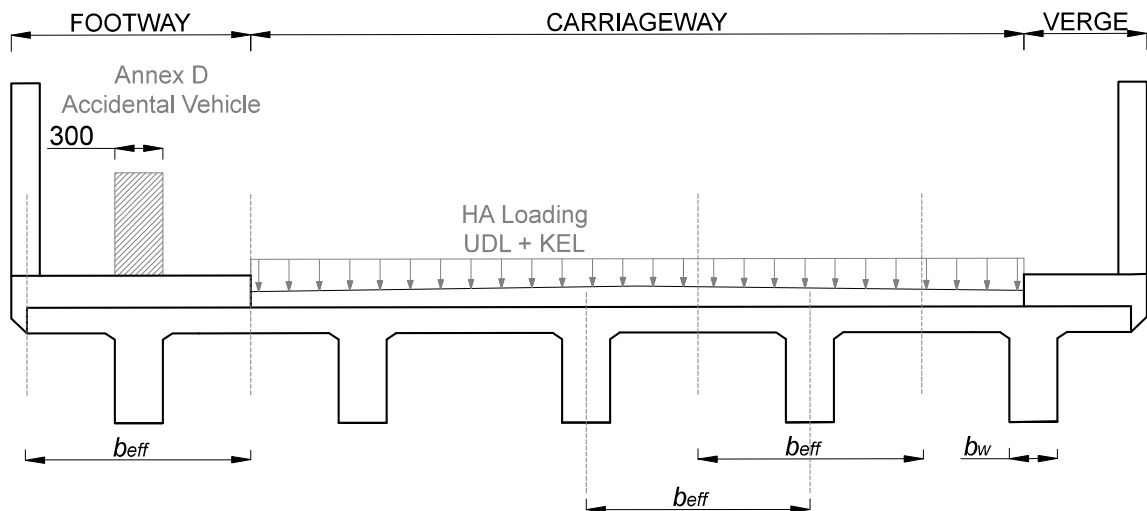 FOOTWAY
CARRIAGEWAY
VERGE
Annex D
Accidental Vehicle
300
HA Loading
UDL + KEL
beff
beff
bw
beff